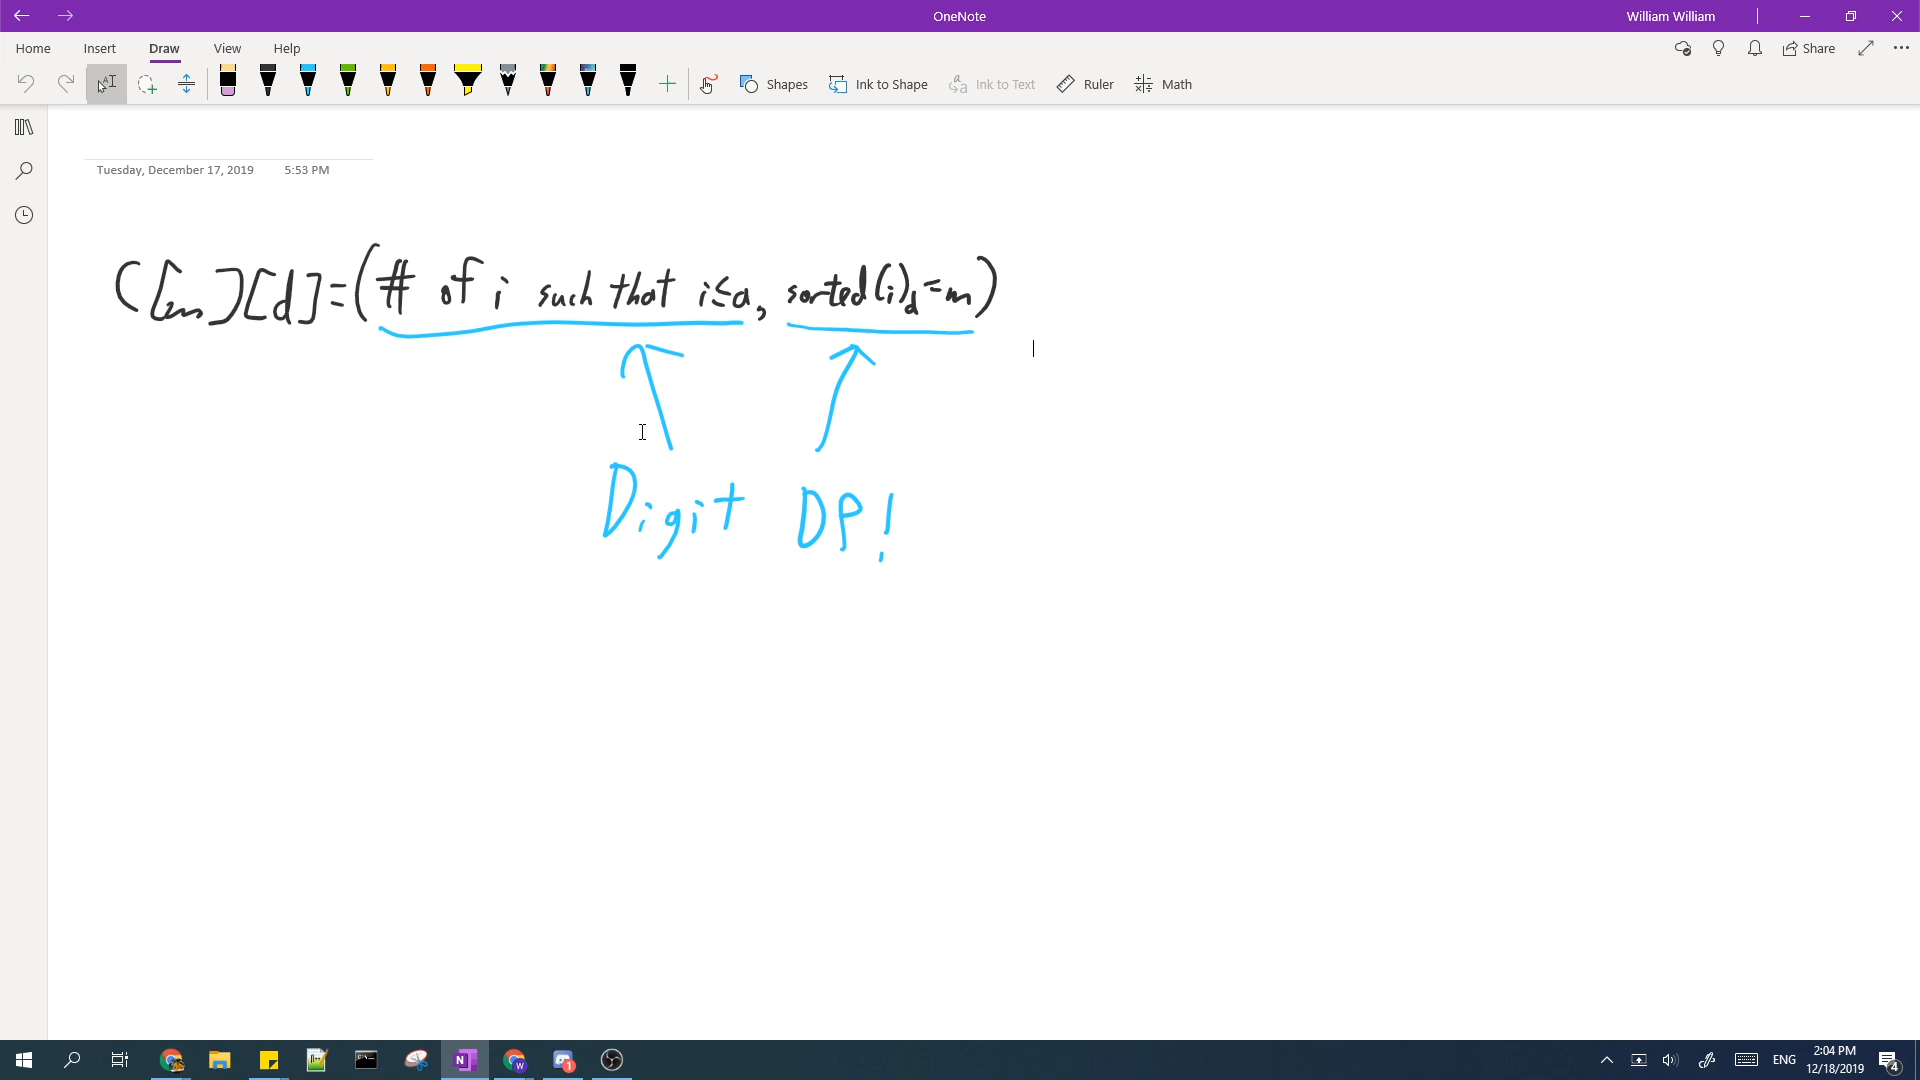 OneNote
William William
Home Insert Draw View Help
Share
Shapes Ink to Shape Ink to Text Ruler Math
Tuesday, December 17, 2019 5:53 PM
C[m][d]=(# of i such that i≤a, sorted(i)d=m)
Digit DP!
ENG
2:04 PM
12/18/2019
4